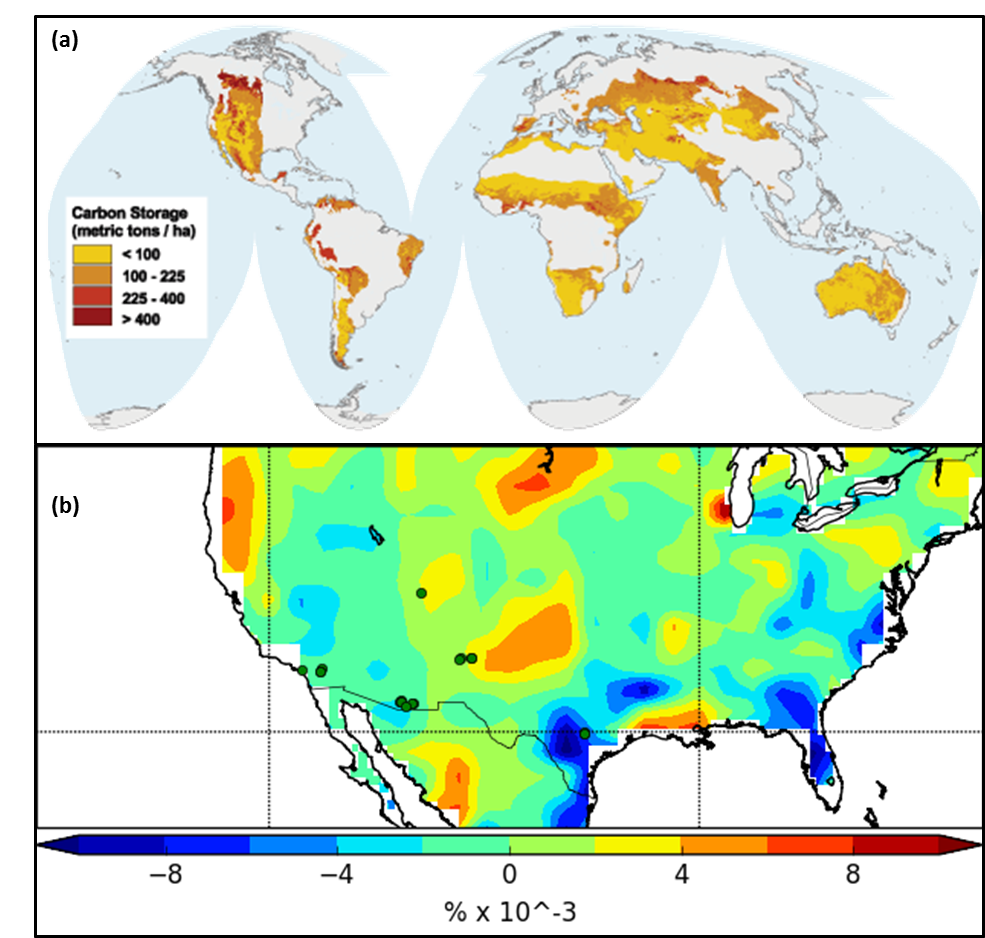 (a)
Carbon Storage
(metric tons / ha)
< 100
100 - 225
225 - 400
> 400
(b)
−8 −4 0 4 8
% x 10^-3